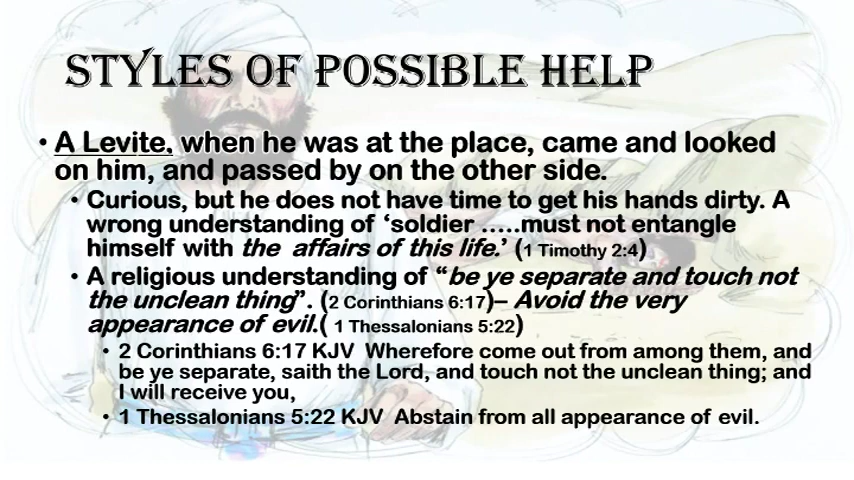 STYLES OF POSSIBLE HELP
• A Levite, when he was at the place, came and looked
on him, and passed by on the other side.
• Curious, but he does not have time to get his hands dirty. A
wrong understanding of ‘soldier …..must not entangle
himself with the affairs of this life.’ (1 Timothy 2:4)
• A religious understanding of “be ye separate and touch not
the unclean thing”. (2 Corinthians 6:17)– Avoid the very
appearance of evil.( 1 Thessalonians 5:22)
• 2 Corinthians 6:17 KJV Wherefore come out from among them, and
be ye separate, saith the Lord, and touch not the unclean thing; and
I will receive you,
• 1 Thessalonians 5:22 KJV Abstain from all appearance of evil.